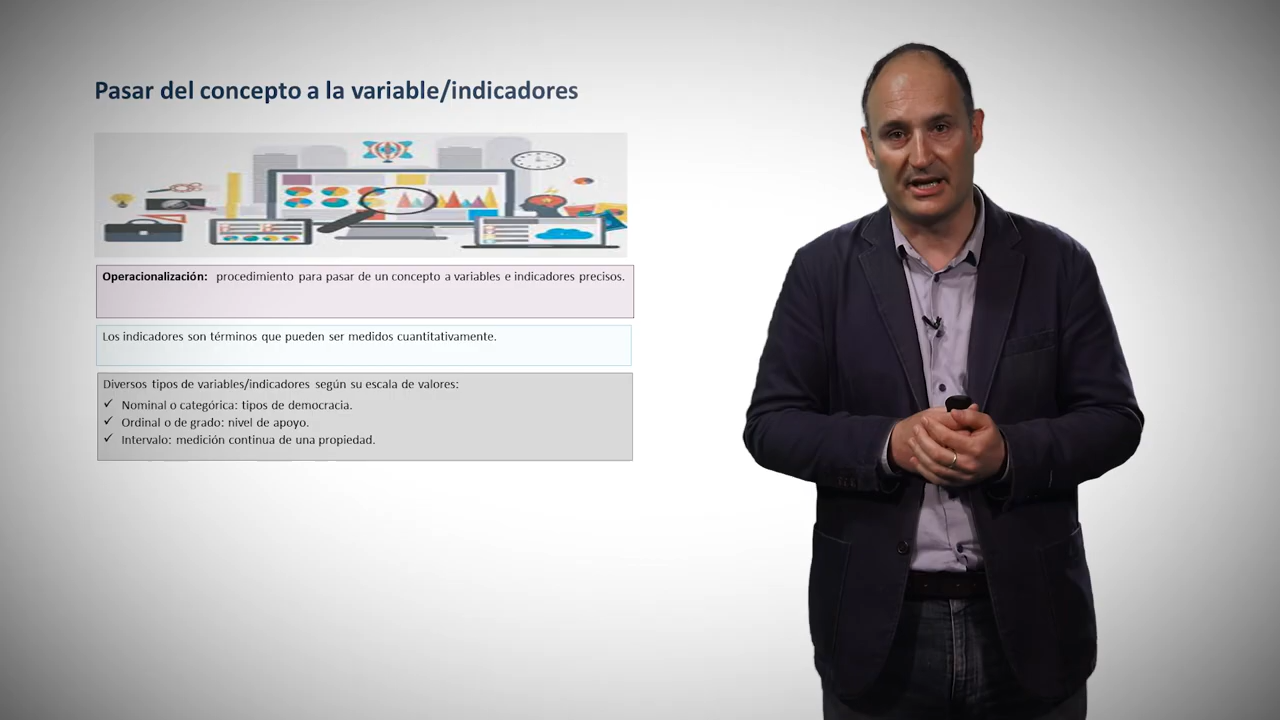 Pasar del concepto a la variable/indicadores
Operacionalización: procedimiento para pasar de un concepto a variables e indicadores precisos.
Los indicadores son términos que pueden ser medidos cuantitativamente.
Diversos tipos de variables/indicadores según su escala de valores:
✓ Nominal o categórica: tipos de democracia.
✓ Ordinal o de grado: nivel de apoyo.
✓ Intervalo: medición continua de una propiedad.